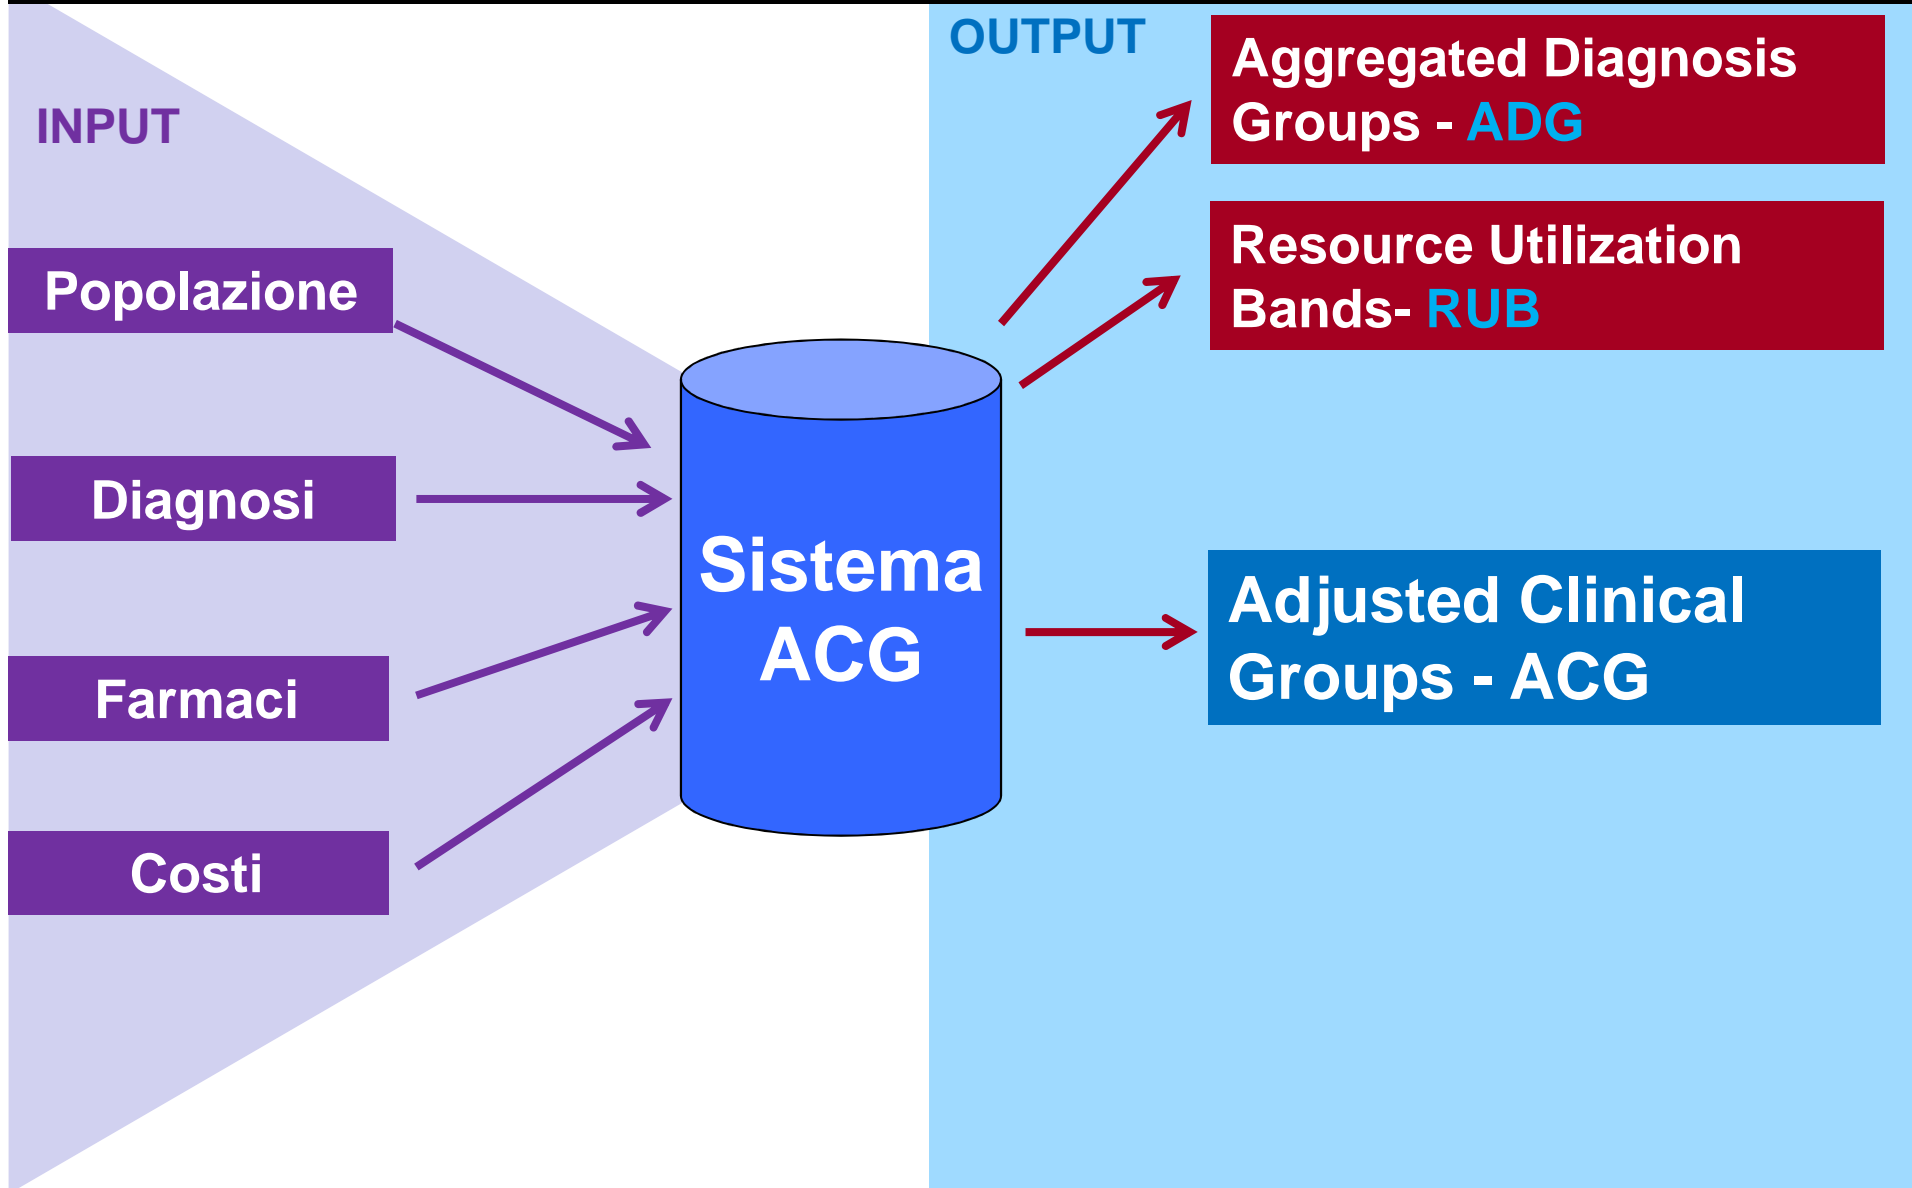 INPUT
Popolazione
Diagnosi
Farmaci
Costi
Sistema
ACG
OUTPUT
Aggregated Diagnosis
Groups - ADG
Resource Utilization
Bands- RUB
Adjusted Clinical
Groups - ACG